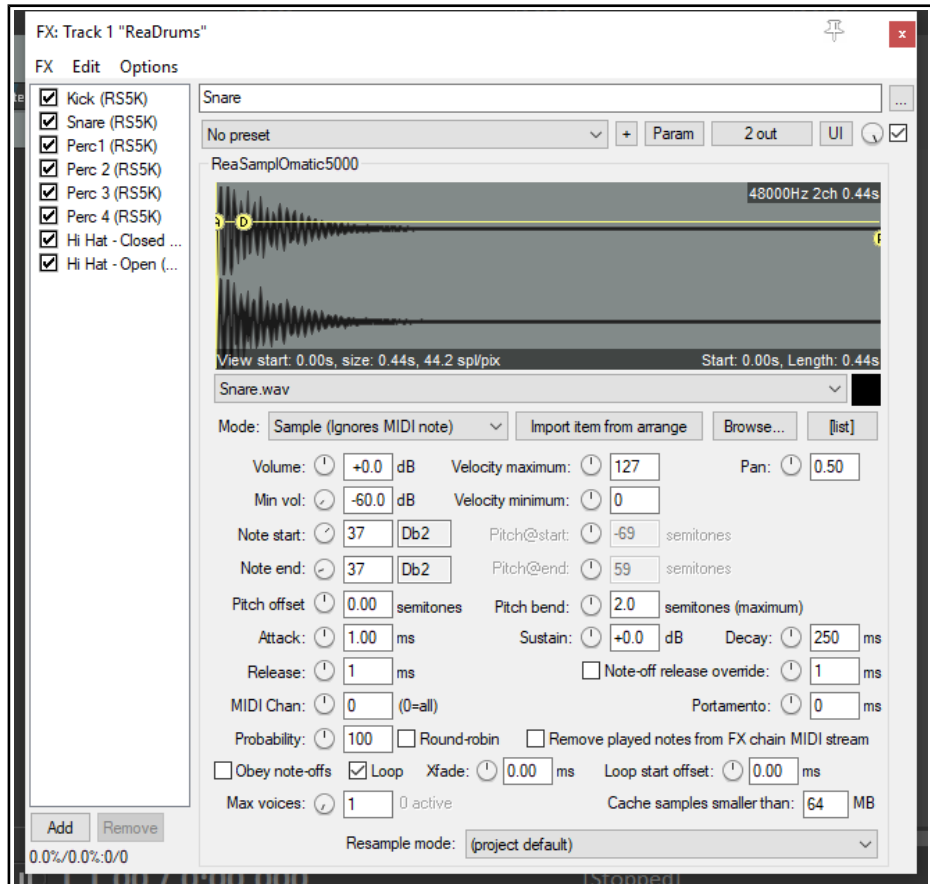 FX: Track 1 "ReaDrums"
x
FX Edit Options
Kick (RS5K)
Snare (RS5K)
Perc1 (RS5K)
Perc 2 (RS5K)
Perc 3 (RS5K)
Perc 4 (RS5K)
Hi Hat - Closed ...
Hi Hat - Open (...
Add Remove
0.0%/0.0%:0/0
Snare
...
No preset + Param 2 out UI
ReaSamplOmatic5000
48000Hz 2ch 0.44s
D
View start: 0.00s, size: 0.44s, 44.2 spl/pix Start: 0.00s, Length: 0.44s
Snare.wav
Mode: Sample (Ignores MIDI note) Import item from arrange Browse... [list]
Volume: +0.0 dB Velocity maximum: 127 Pan: 0.50
Min vol: -60.0 dB Velocity minimum: 0
Note start: 37 Db2 Pitch@start: -69 semitones
Note end: 37 Db2 Pitch@end: 59 semitones
Pitch offset 0.00 semitones Pitch bend: 2.0 semitones (maximum)
Attack: 1.00 ms Sustain: +0.0 dB Decay: 250 ms
Release: 1 ms Note-off release override: 1 ms
MIDI Chan: 0 (0=all) Portamento: 0 ms
Probability: 100 Round-robin Remove played notes from FX chain MIDI stream
Obey note-offs Loop Xfade: 0.00 ms Loop start offset: 0.00 ms
Max voices: 1 0 active Cache samples smaller than: 64 MB
Resample mode: (project default)
[Stopped]